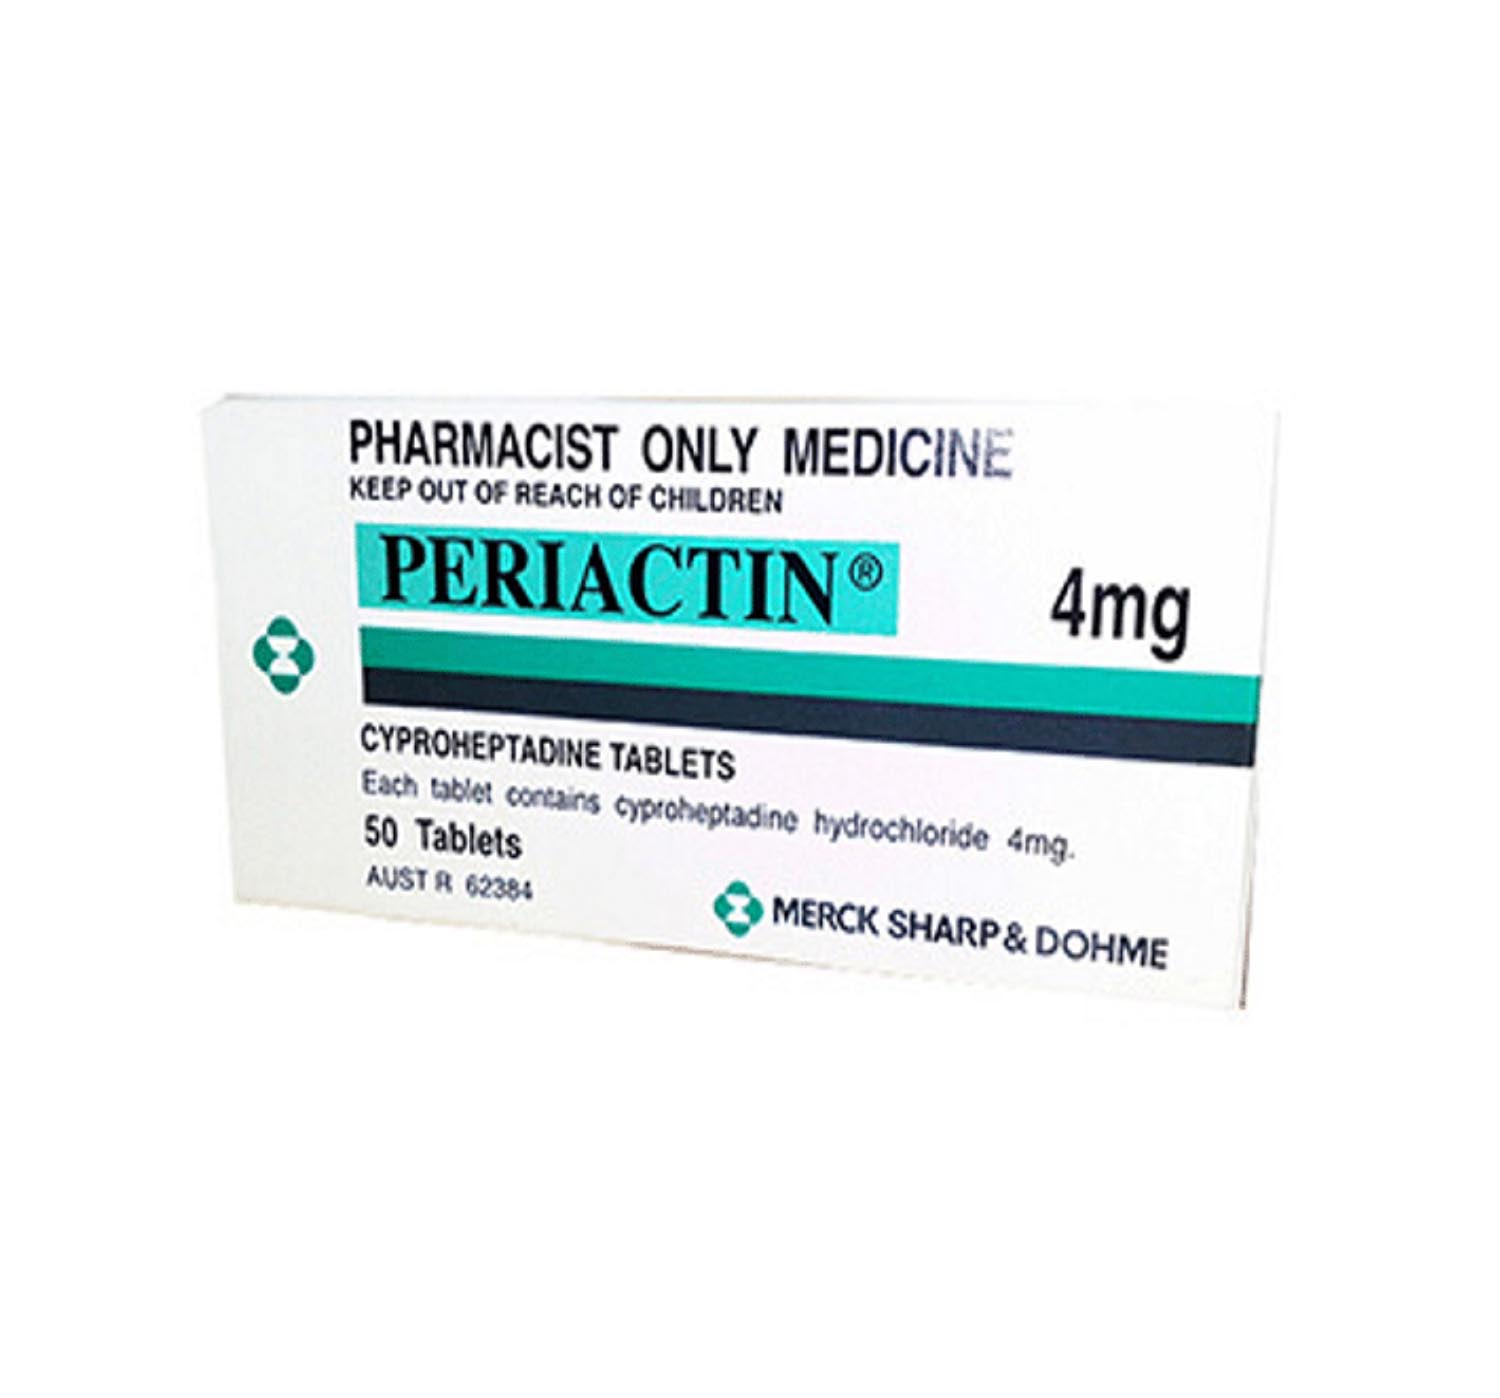 PHARMACIST ONLY MEDICINE
KEEP OUT OF REACH OF CHILDREN
PERIACTIN®
4mg
CYPROHEPTADINE TABLETS
Each tablet contains cyproheptadine hydrochloride 4mg.
50 Tablets
AUST R 62384
MERCK SHARP & DOHME